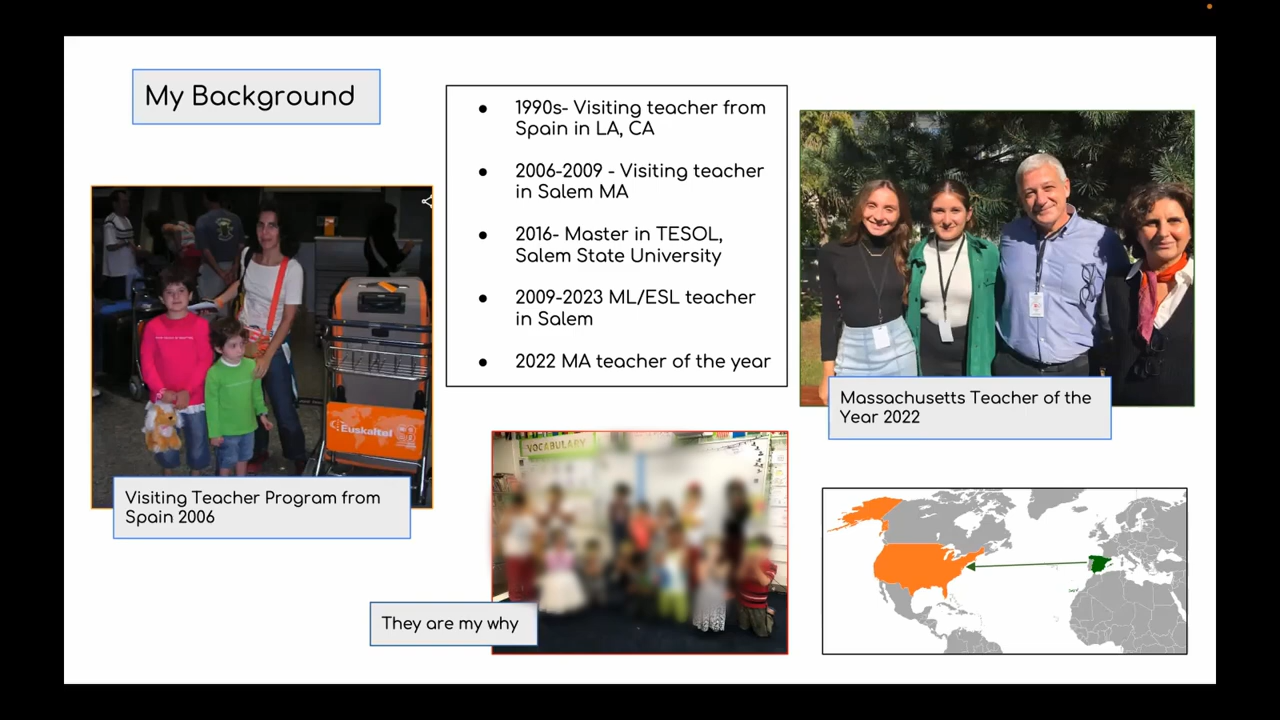 My Background
● 1990s- Visiting teacher from
Spain in LA, CA
● 2006-2009 - Visiting teacher
in Salem MA
● 2016- Master in TESOL,
Salem State University
● 2009-2023 ML/ESL teacher
in Salem
● 2022 MA teacher of the year
Euskaltel
Visiting Teacher Program from
Spain 2006
Massachusetts Teacher of the
Year 2022
VOCABULARY
They are my why